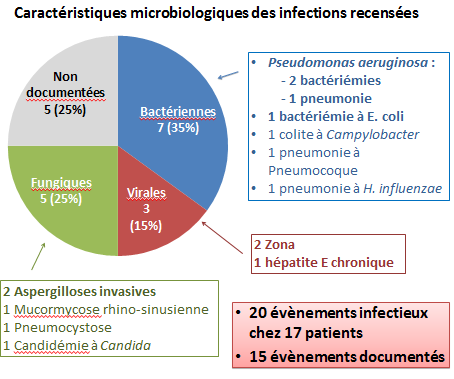 Caractéristiques microbiologiques des infections recensées
Non
documentées
5 (25%)
Bactériennes
7 (35%)
Fungiques
5 (25%)
Virales
3
(15%)
• Pseudomonas aeruginosa :
- 2 bactériémies
- 1 pneumonie
• 1 bactériémie à E. coli
• 1 colite à Campylobacter
• 1 pneumonie à
Pneumocoque
• 1 pneumonie à H. influenzae
2 Zona
1 hépatite E chronique
2 Aspergilloses invasives
1 Mucormycose rhino-sinusienne
1 Pneumocystose
1 Candidémie à Candida
• 20 évènements infectieux
chez 17 patients
• 15 évènements documentés